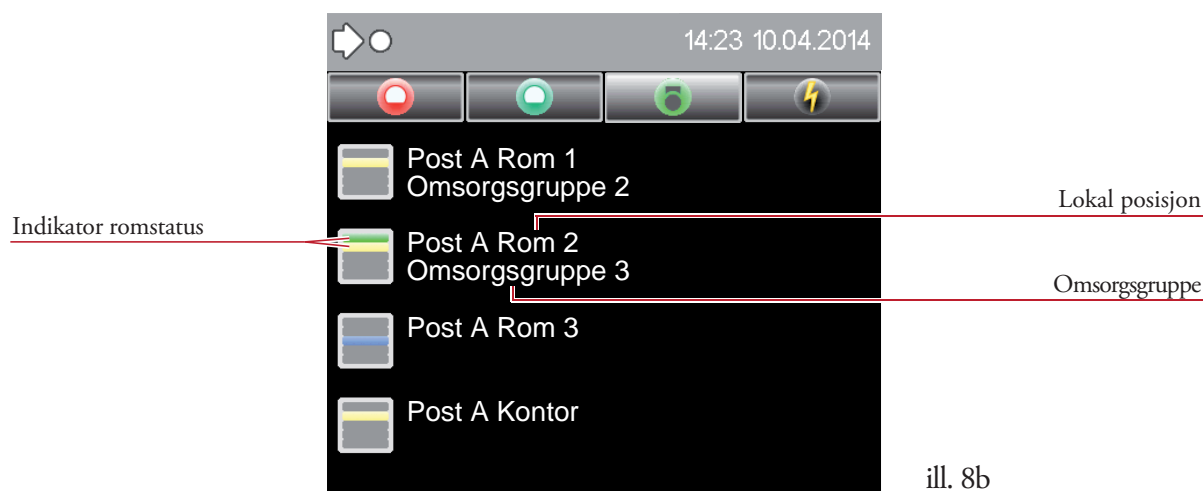 14:23 10.04.2014
Post A Rom 1
Omsorgsgruppe 2
Lokal posisjon
Indikator romstatus
Post A Rom 2
Omsorgsgruppe 3
Omsorgsgruppe
Post A Rom 3
Post A Kontor
ill. 8b